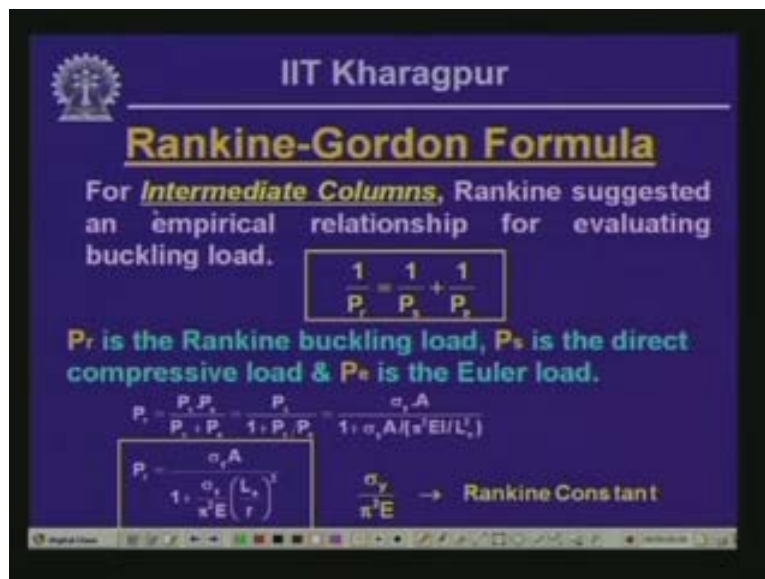 IIT Kharagpur
Rankine-Gordon Formula
For Intermediate Columns, Rankine suggested
an empirical relationship for evaluating
buckling load.
1/Pr = 1/Ps + 1/Pe
Pr is the Rankine buckling load, Ps is the direct
compressive load & Pe is the Euler load.
Pr = Ps.Pe/(Ps + Pe) = Ps/(1 + Ps/Pe) = σy.A/(1 + σyA/(π²EI/Le²))
Pr = σyA/(1 + σy/π²E (Le/r)²)
σy/π²E → Rankine Constant